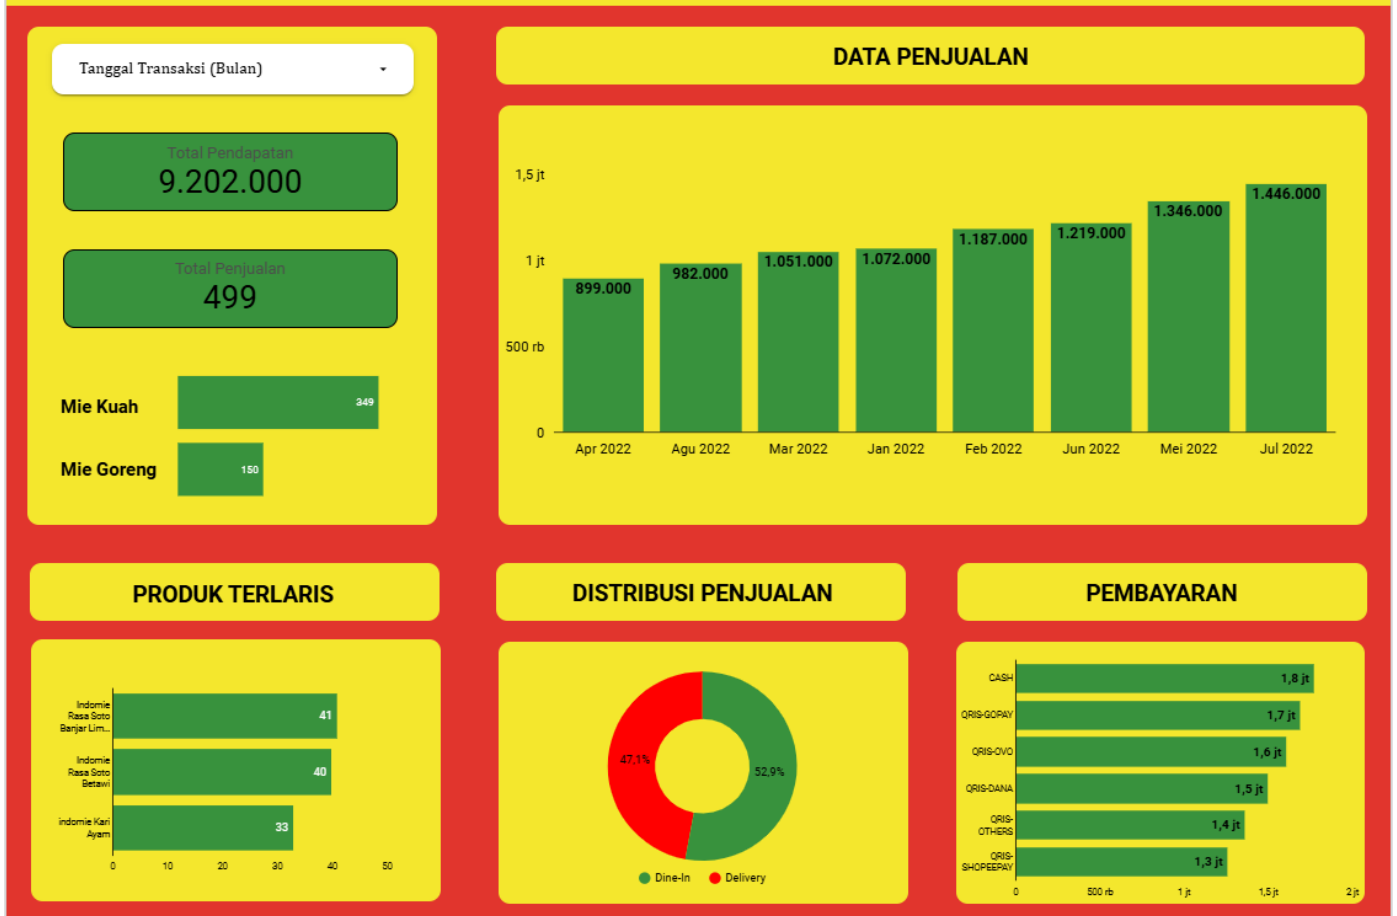 Tanggal Transaksi (Bulan)
Total Pendapatan
9.202.000
Total Penjualan
499
Mie Kuah
349
Mie Goreng
150
DATA PENJUALAN
1,5 jt
1 jt
500 rb
0
899.000
982.000
1.051.000
1.072.000
1.187.000
1.219.000
1.346.000
1.446.000
Apr 2022
Agu 2022
Mar 2022
Jan 2022
Feb 2022
Jun 2022
Mei 2022
Jul 2022
PRODUK TERLARIS
Indomie
Rasa Soto
Banjar Lim...
41
Indomie
Rasa Soto
Betawi
40
indomie Kari
Ayam
33
0 10 20 30 40 50
DISTRIBUSI PENJUALAN
47,1%
52,9%
Dine-In
Delivery
PEMBAYARAN
CASH
1,8 jt
QRIS-GOPAY
1,7 jt
QRIS-OVO
1,6 jt
QRIS-DANA
1,5 jt
QRIS-
OTHERS
1,4 jt
QRIS-
SHOPEEPAY
1,3 jt
0 500 rb 1 jt 1,5 jt 2 jt